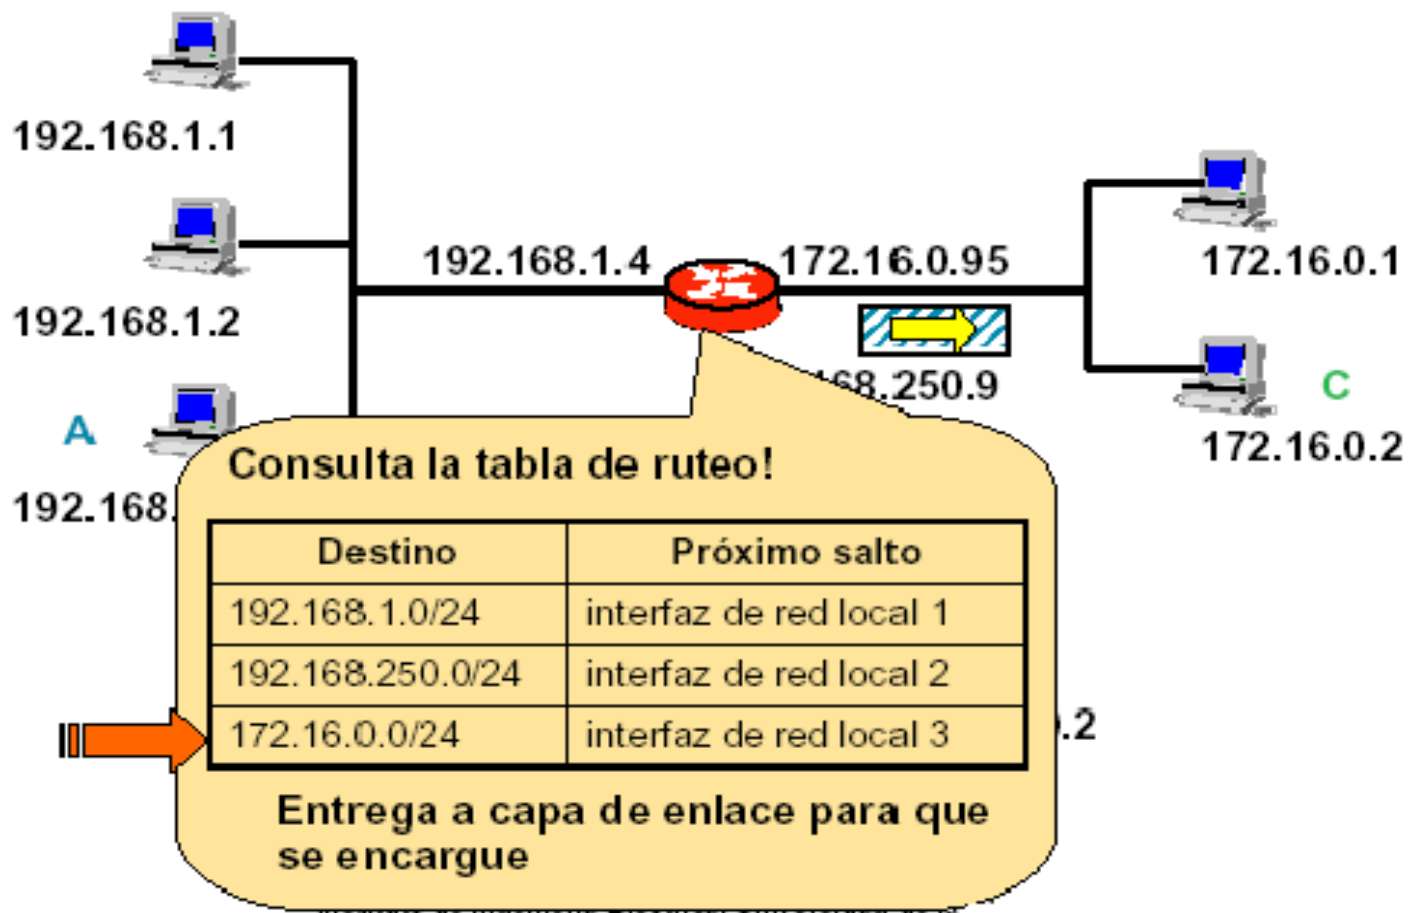 192.168.1.1
192.168.1.2
A
192.168.
192.168.1.4
172.16.0.95
168.250.9
172.16.0.1
C
172.16.0.2
Consulta la tabla de ruteo!
Destino Próximo salto
192.168.1.0/24 interfaz de red local 1
192.168.250.0/24 interfaz de red local 2
172.16.0.0/24 interfaz de red local 3
.2
Entrega a capa de enlace para que
se encargue